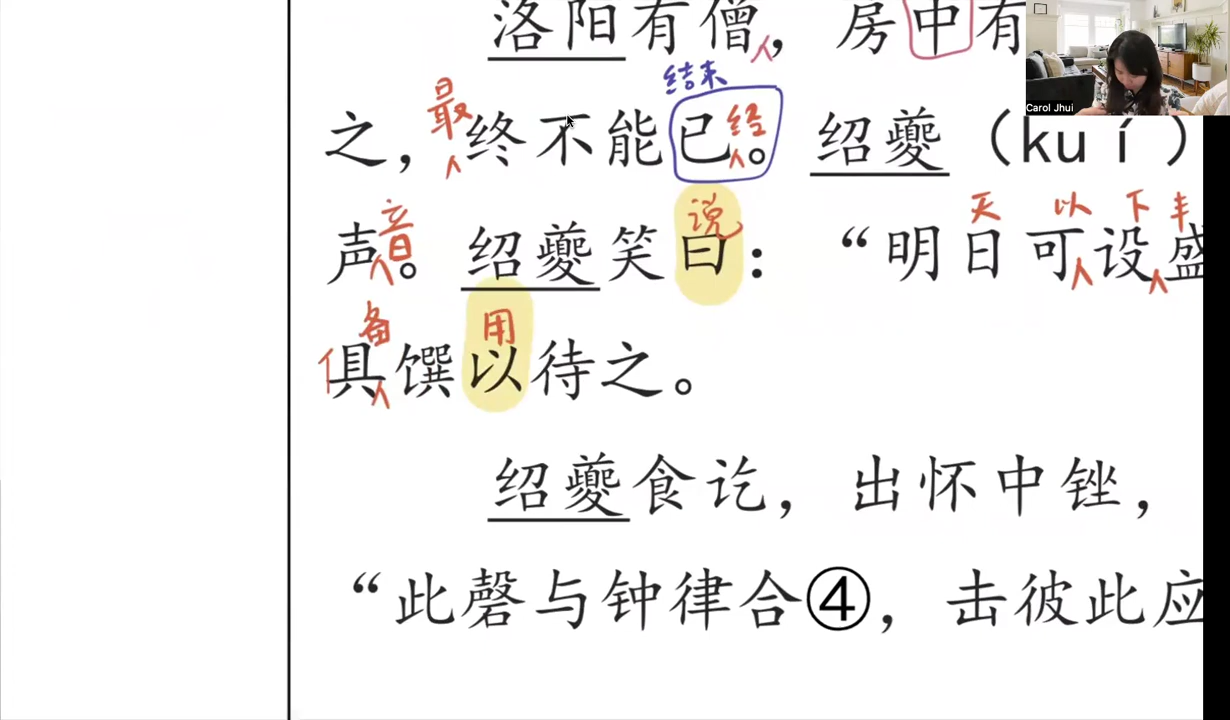 洛阳有僧人，房中有
结束
之，最终不能已经。绍夔（kuí）
说 天 以 下 丰
声音。绍夔笑曰：“明日可设盛
备 用
俱馔以待之。
绍夔食讫，出怀中锉，
“此磬与钟律合④，击彼此应
Carol Jhui